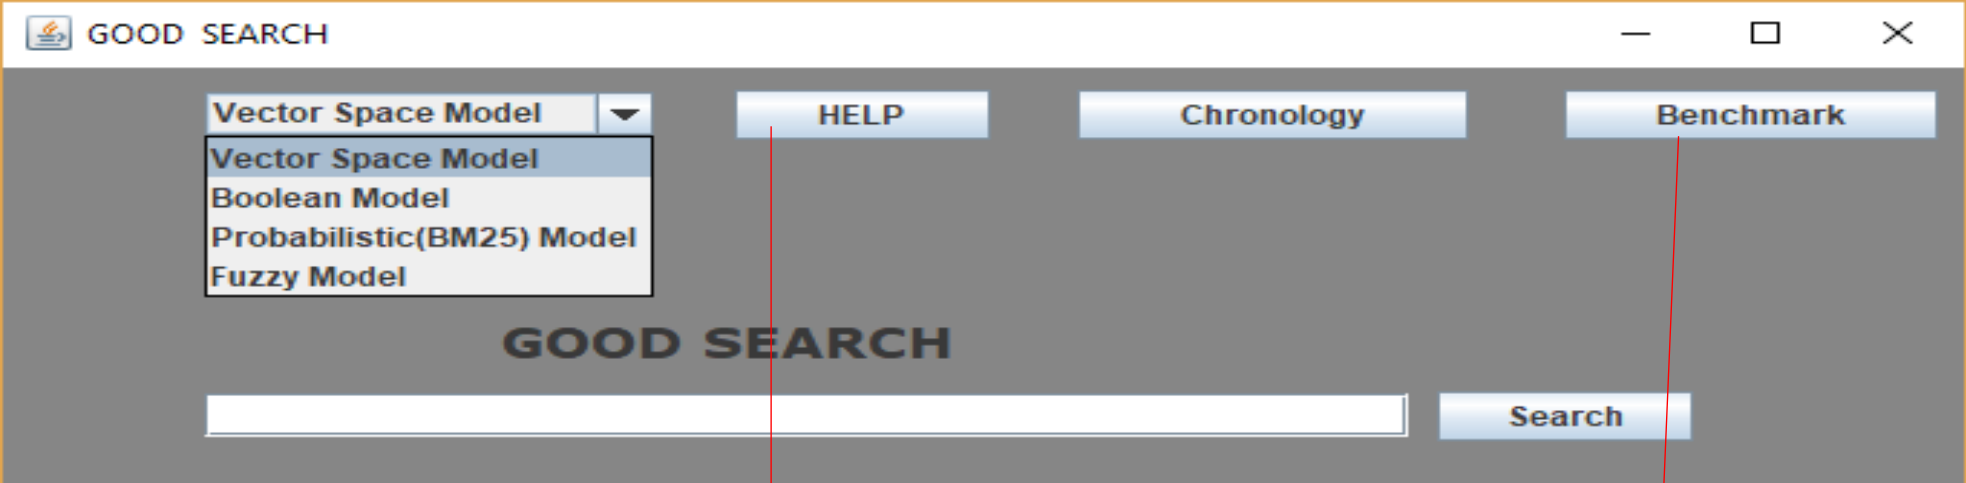 GOOD SEARCH
Vector Space Model
HELP
Chronology
Benchmark
Vector Space Model
Boolean Model
Probabilistic(BM25) Model
Fuzzy Model
GOOD SEARCH
Search